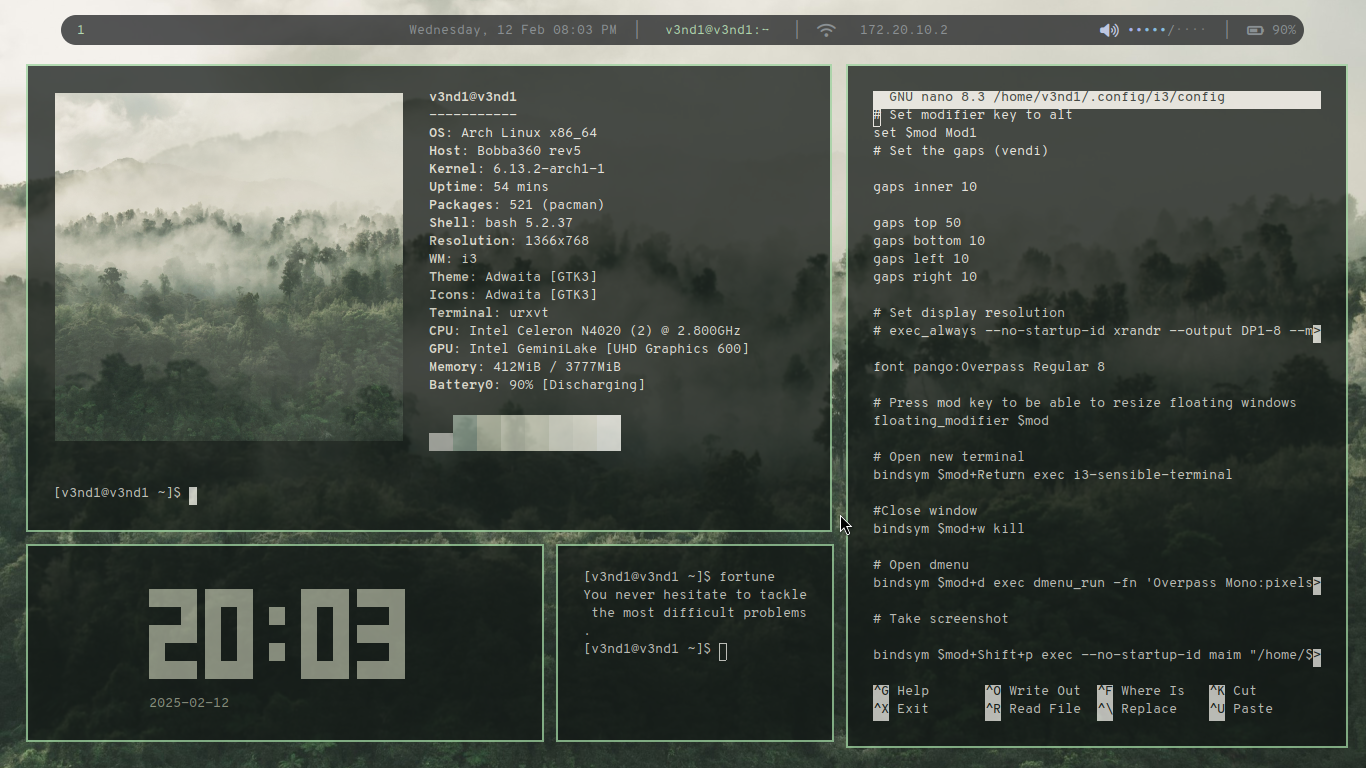 1
Wednesday, 12 Feb 08:03 PM
v3nd1@v3nd1:~
172.20.10.2
90%
v3nd1@v3nd1
-----------
OS: Arch Linux x86_64
Host: Bobba360 rev5
Kernel: 6.13.2-arch1-1
Uptime: 54 mins
Packages: 521 (pacman)
Shell: bash 5.2.37
Resolution: 1366x768
WM: i3
Theme: Adwaita [GTK3]
Icons: Adwaita [GTK3]
Terminal: urxvt
CPU: Intel Celeron N4020 (2) @ 2.800GHz
GPU: Intel GeminiLake [UHD Graphics 600]
Memory: 412MiB / 3777MiB
Battery0: 90% [Discharging]
[v3nd1@v3nd1 ~]$
20:03
2025-02-12
[v3nd1@v3nd1 ~]$ fortune
You never hesitate to tackle
the most difficult problems
.
[v3nd1@v3nd1 ~]$
GNU nano 8.3 /home/v3nd1/.config/i3/config
# Set modifier key to alt
set $mod Mod1
# Set the gaps (vendi)
gaps inner 10
gaps top 50
gaps bottom 10
gaps left 10
gaps right 10
# Set display resolution
# exec_always --no-startup-id xrandr --output DP1-8 --m>
font pango:Overpass Regular 8
# Press mod key to be able to resize floating windows
floating_modifier $mod
# Open new terminal
bindsym $mod+Return exec i3-sensible-terminal
#Close window
bindsym $mod+w kill
# Open dmenu
bindsym $mod+d exec dmenu_run -fn 'Overpass Mono:pixels>
# Take screenshot
bindsym $mod+Shift+p exec --no-startup-id maim "/home/$>
^G Help ^O Write Out ^F Where Is ^K Cut
^X Exit ^R Read File ^\ Replace ^U Paste